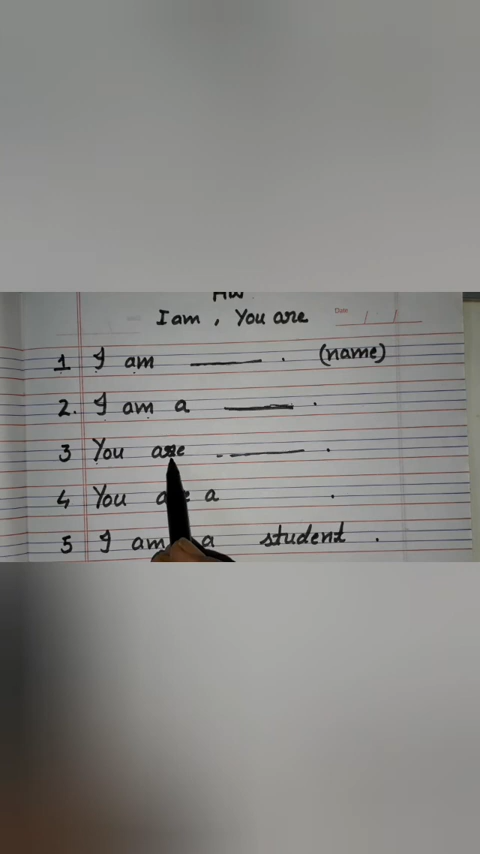 HW
I am , You are Date / /
1 I am ______ . (name)
2. I am a ______ .
3 You are ______ .
4 You are a .
5 I am a student .